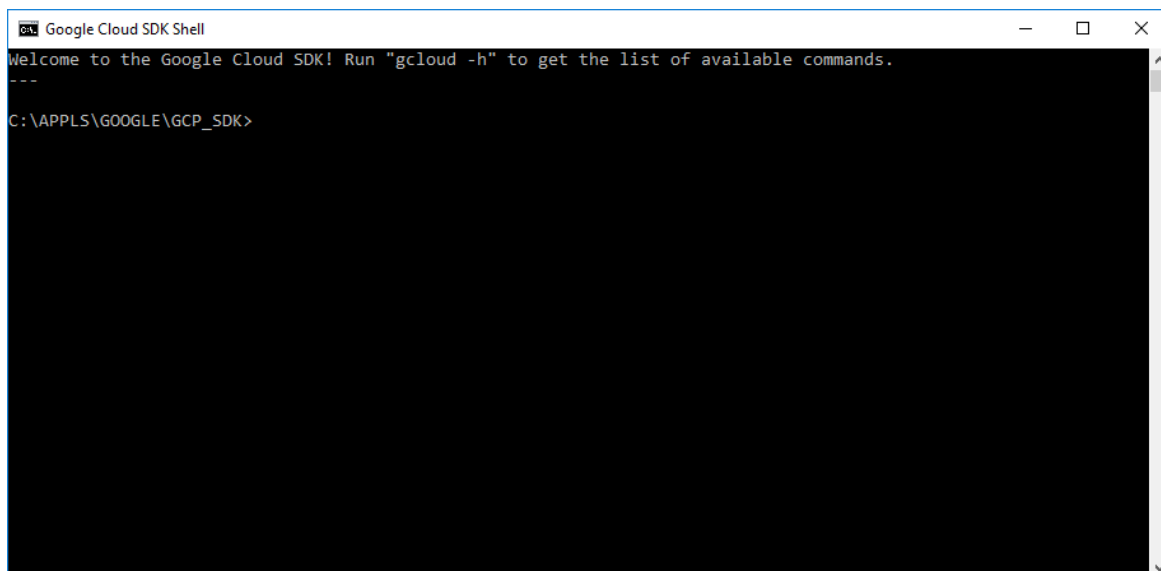 Google Cloud SDK Shell
Welcome to the Google Cloud SDK! Run "gcloud -h" to get the list of available commands.
---
C:\APPLS\GOOGLE\GCP_SDK>